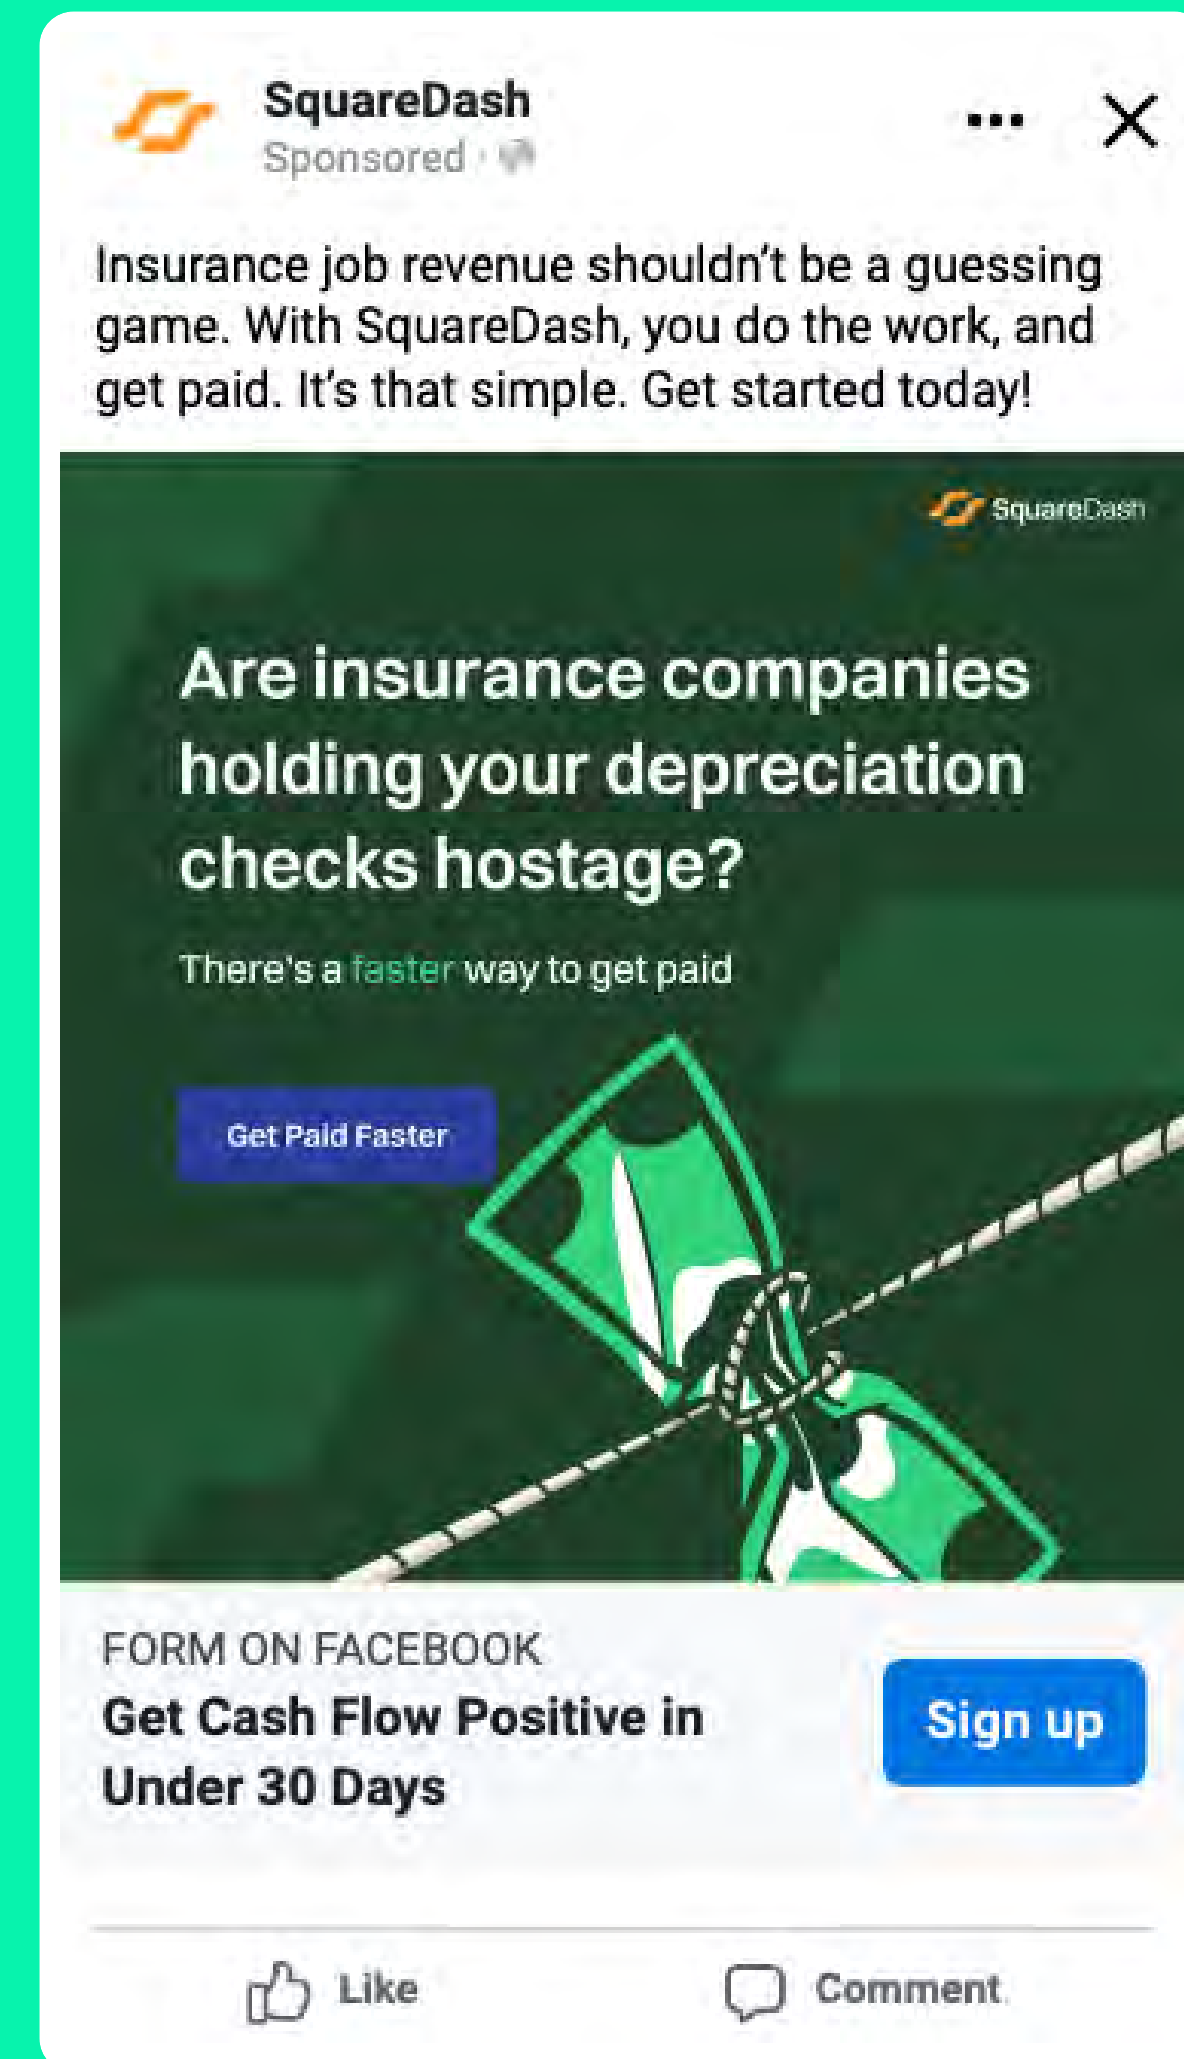 SquareDash
Sponsored ·
Insurance job revenue shouldn't be a guessing
game. With SquareDash, you do the work, and
get paid. It's that simple. Get started today!
SquareDash
Are insurance companies
holding your depreciation
checks hostage?
There's a faster way to get paid
Get Paid Faster
FORM ON FACEBOOK
Get Cash Flow Positive in
Under 30 Days
Sign up
Like
Comment